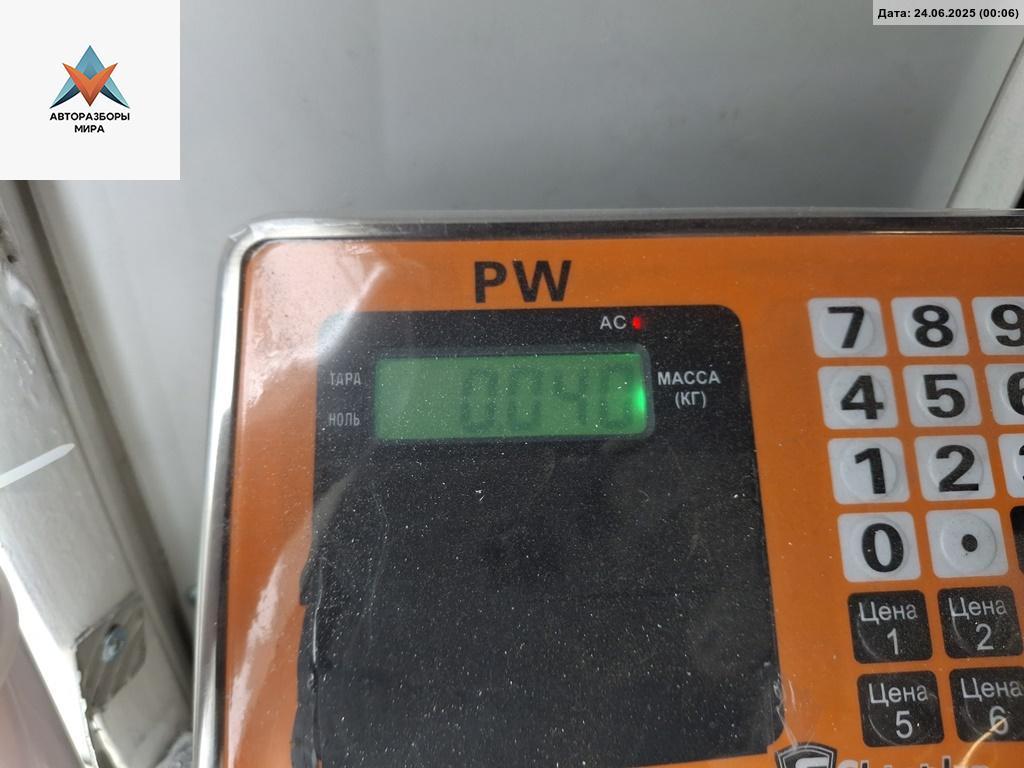 Дата: 24.06.2025 (00:06)
АВТОРАЗБОРЫ
МИРА
PW
AC
ТАРА
НОЛЬ
0040
МАССА
(КГ)
7 8 9
4 5 6
1 2
0 .
Цена 1
Цена 2
Цена 5
Цена 6